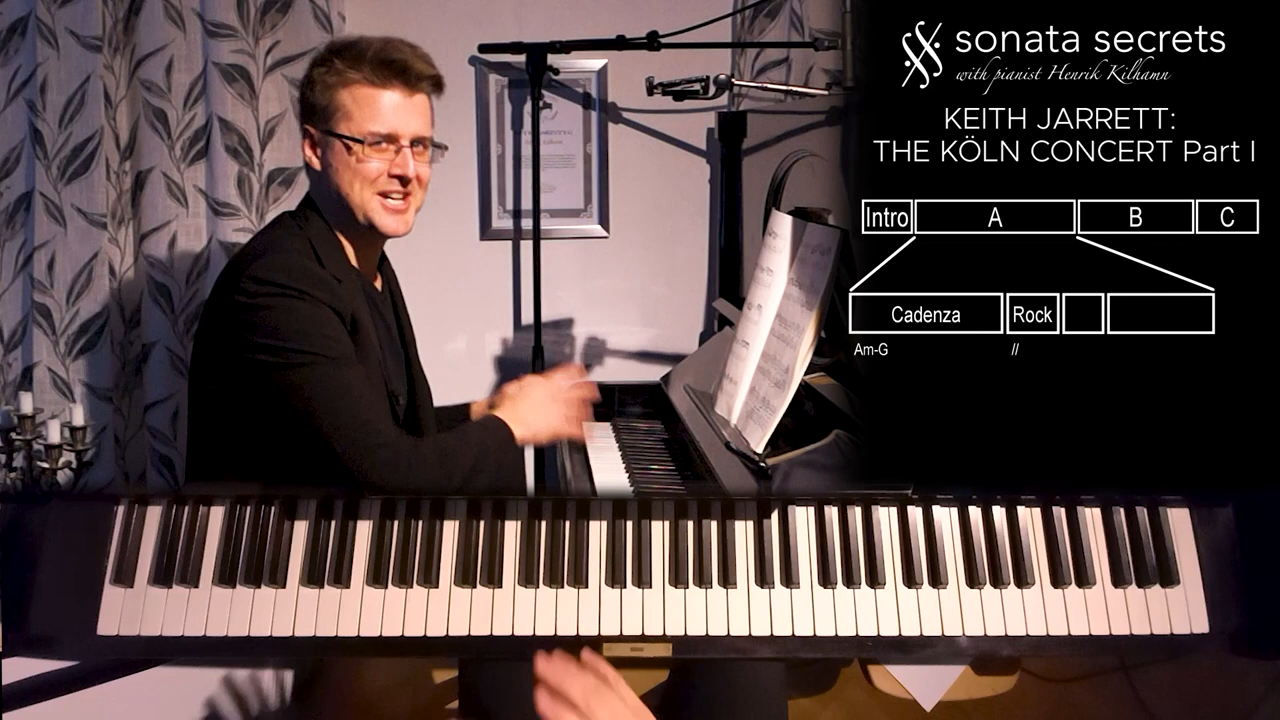 sonata secrets
with pianist Henrik Kilhamn
KEITH JARRETT:
THE KÖLN CONCERT Part I
Intro A B C
Cadenza Rock
Am-G //